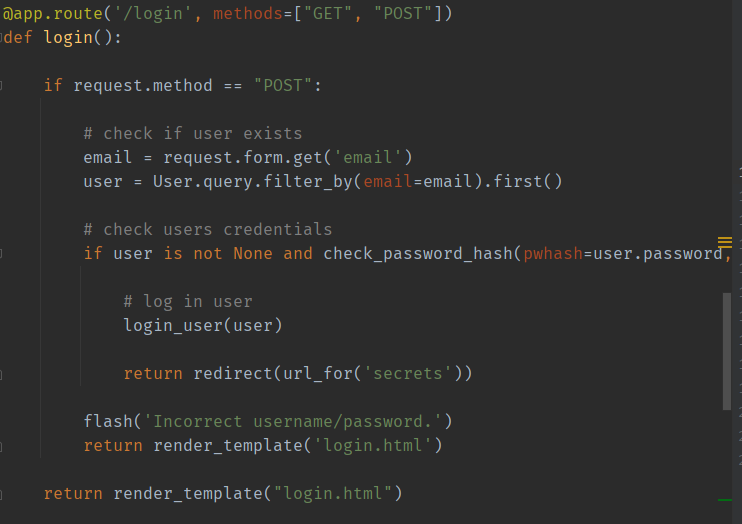 @app.route('/login', methods=["GET", "POST"])
def login():
if request.method == "POST":
# check if user exists
email = request.form.get('email')
user = User.query.filter_by(email=email).first()
# check users credentials
if user is not None and check_password_hash(pwhash=user.password,
# log in user
login_user(user)
return redirect(url_for('secrets'))
flash('Incorrect username/password.')
return render_template('login.html')
return render_template("login.html")